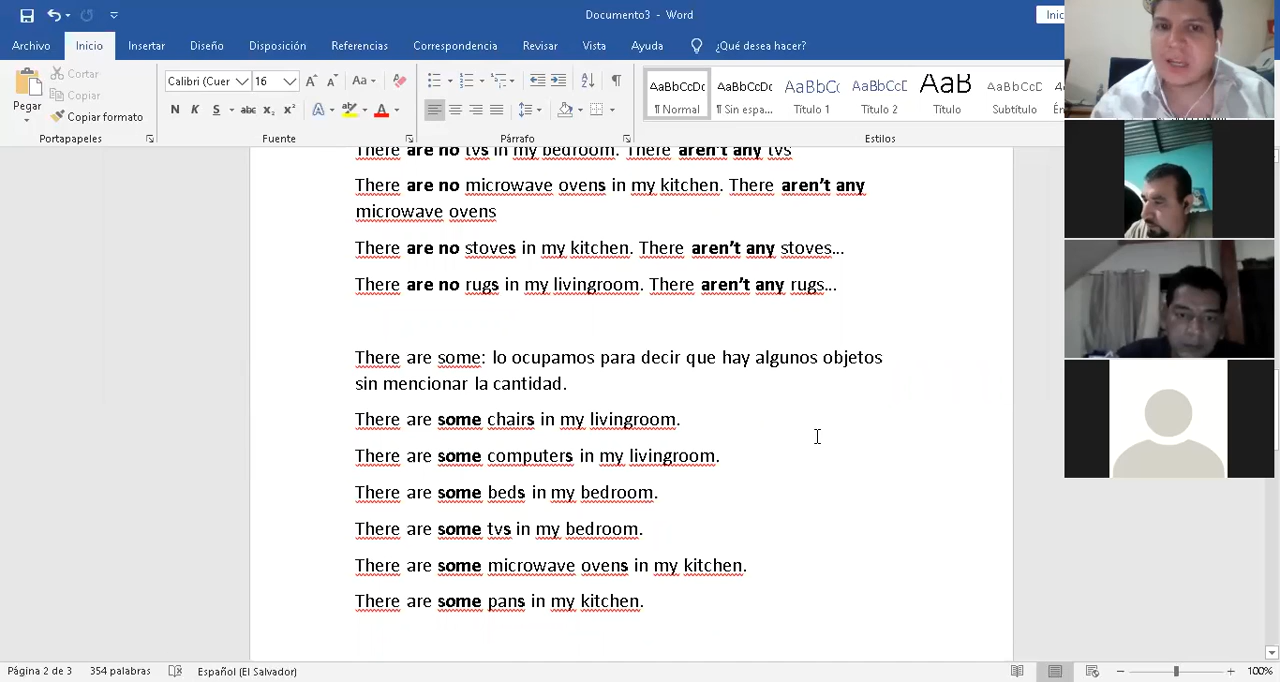 Documento3 - Word
Inic
Archivo Inicio Insertar Diseño Disposición Referencias Correspondencia Revisar Vista Ayuda ¿Qué desea hacer?
Pegar
Cortar
Copiar
Copiar formato
Portapapeles
Calibri (Cuer 16
N K S abc x₂ x²
Fuente
Párrafo
AaBbCcDc AaBbCcDc AaBbCc AaBbCcD AaB AaBbCcD
¶ Normal ¶ Sin espa... Título 1 Título 2 Título Subtítulo
Estilos
There are no tvs in my bedroom. There aren't any tvs
There are no microwave ovens in my kitchen. There aren't any
microwave ovens
There are no stoves in my kitchen. There aren't any stoves...
There are no rugs in my livingroom. There aren't any rugs...
There are some: lo ocupamos para decir que hay algunos objetos
sin mencionar la cantidad.
There are some chairs in my livingroom.
There are some computers in my livingroom.
There are some beds in my bedroom.
There are some tvs in my bedroom.
There are some microwave ovens in my kitchen.
There are some pans in my kitchen.
Página 2 de 3 354 palabras Español (El Salvador) 100%